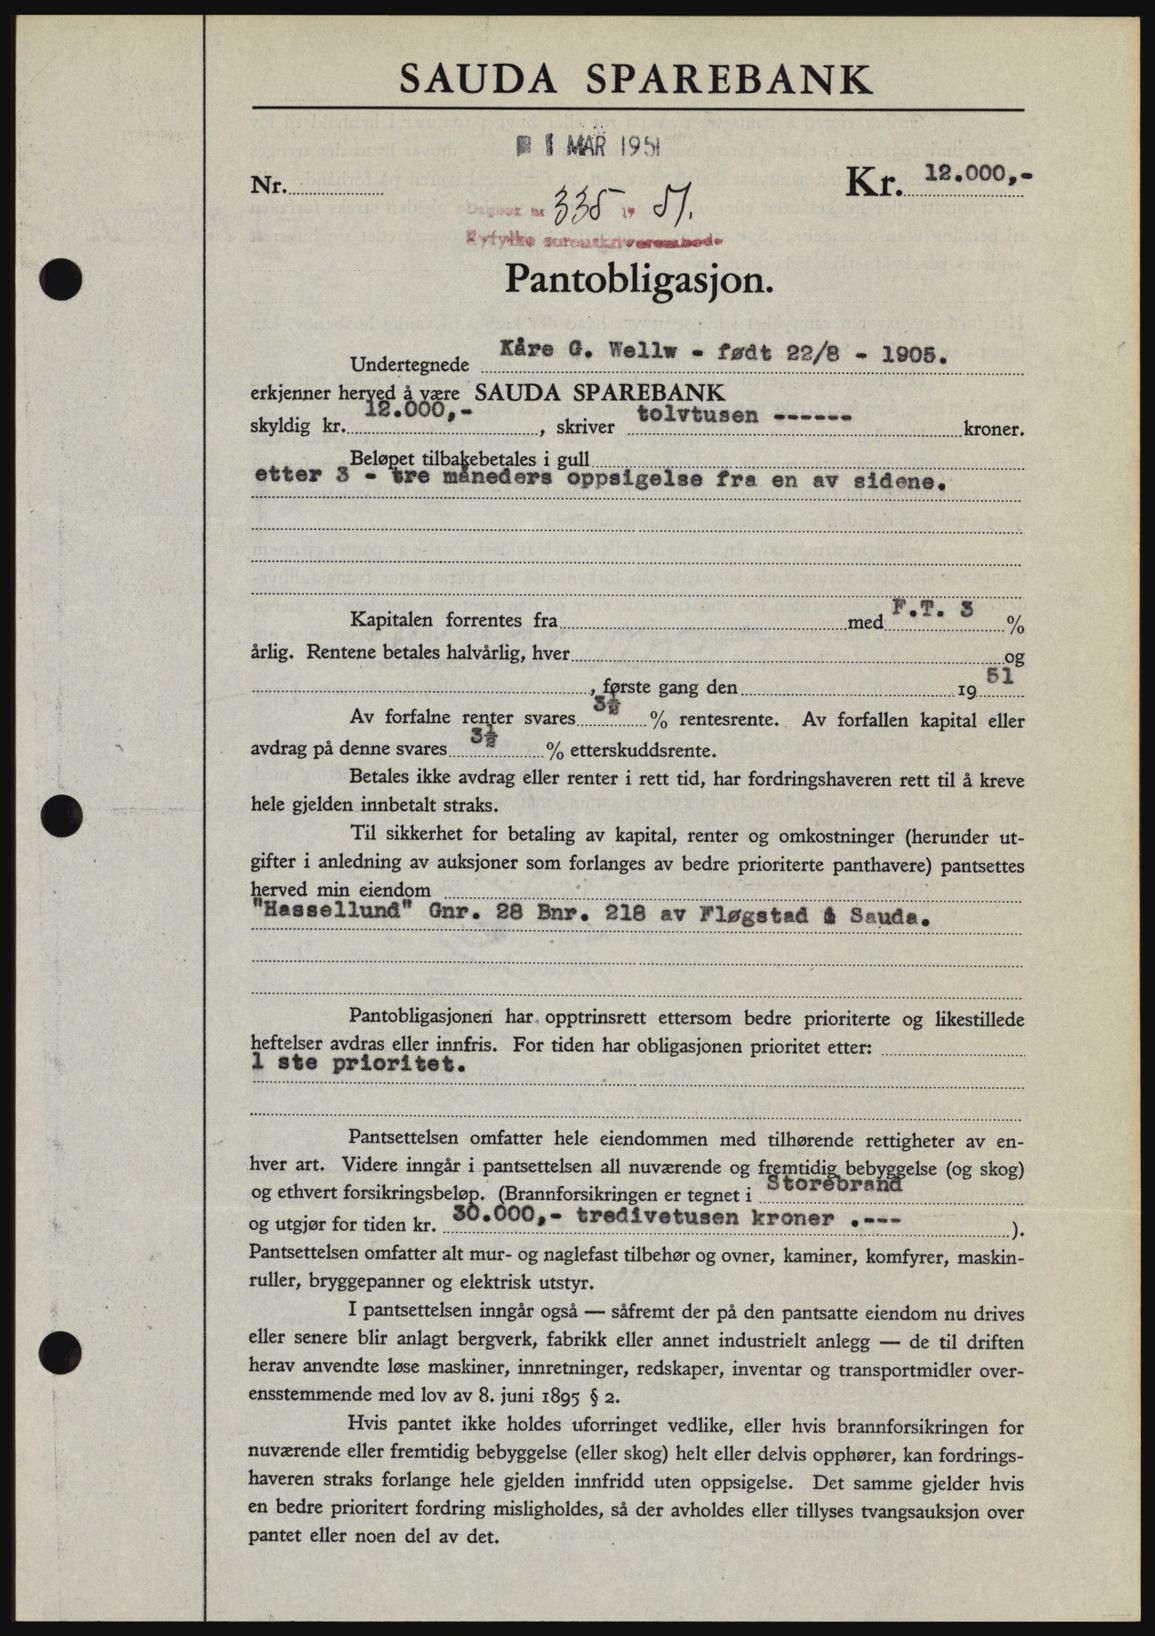 SAUDA SPAREBANK
1 MAR 1951
Nr.
Kr. 12.000,-
Dagbok nr 335 19 51.
Ryfylke sorenskriverembede
Pantobligasjon.
Undertegnede Kåre G. Wellw - født 22/8 - 1905.
erkjenner herved å være SAUDA SPAREBANK
skyldig kr. 12.000,- , skriver tolvtusen ------ kroner.
Beløpet tilbakebetales i gull
etter 3 - tre måneders oppsigelse fra en av sidene.
Kapitalen forrentes fra med F.T. 3 %
årlig. Rentene betales halvårlig, hver og
, første gang den 19 51
Av forfalne renter svares 3½ % rentesrente. Av forfallen kapital eller
avdrag på denne svares 3½ % etterskuddsrente.
Betales ikke avdrag eller renter i rett tid, har fordringshaveren rett til å kreve
hele gjelden innbetalt straks.
Til sikkerhet for betaling av kapital, renter og omkostninger (herunder ut-
gifter i anledning av auksjoner som forlanges av bedre prioriterte panthavere) pantsettes
herved min eiendom
"Hassellund" Gnr. 28 Bnr. 218 av Fløgstad i Sauda.
Pantobligasjonen har opptrinsrett ettersom bedre prioriterte og likestillede
heftelser avdras eller innfris. For tiden har obligasjonen prioritet etter:
1 ste prioritet.
Pantsettelsen omfatter hele eiendommen med tilhørende rettigheter av en-
hver art. Videre inngår i pantsettelsen all nuværende og fremtidig bebyggelse (og skog)
og ethvert forsikringsbeløp. (Brannforsikringen er tegnet i Storebrand
og utgjør for tiden kr. 30.000,- tredivetusen kroner .--- ).
Pantsettelsen omfatter alt mur- og naglefast tilbehør og ovner, kaminer, komfyrer, maskin-
ruller, bryggepanner og elektrisk utstyr.
I pantsettelsen inngår også — såfremt der på den pantsatte eiendom nu drives
eller senere blir anlagt bergverk, fabrikk eller annet industrielt anlegg — de til driften
herav anvendte løse maskiner, innretninger, redskaper, inventar og transportmidler over-
ensstemmende med lov av 8. juni 1895 § 2.
Hvis pantet ikke holdes uforringet vedlike, eller hvis brannforsikringen for
nuværende eller fremtidig bebyggelse (eller skog) helt eller delvis opphører, kan fordrings-
haveren straks forlange hele gjelden innfridd uten oppsigelse. Det samme gjelder hvis
en bedre prioritert fordring misligholdes, så der avholdes eller tillyses tvangsauksjon over
pantet eller noen del av det.